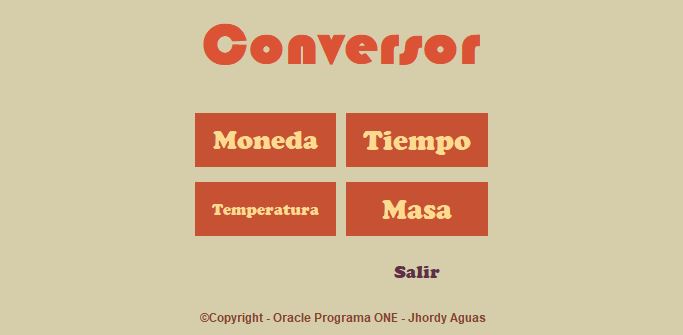 Conversor
Moneda
Tiempo
Temperatura
Masa
Salir
©Copyright - Oracle Programa ONE - Jhordy Aguas